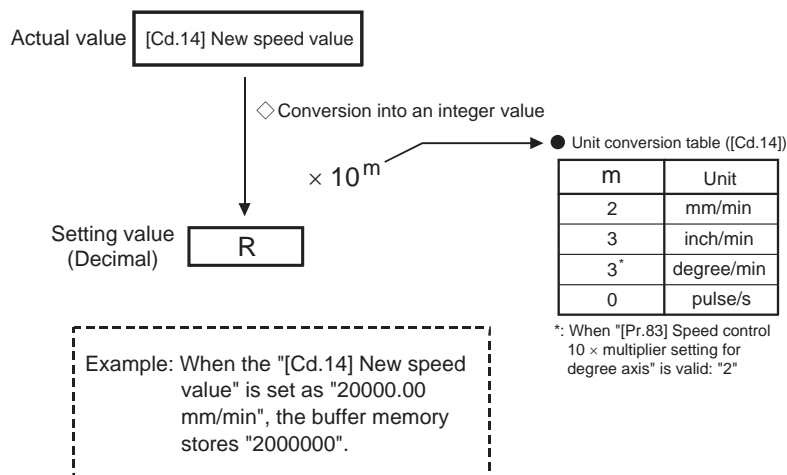 Actual value
[Cd.14] New speed value
◇ Conversion into an integer value
× 10^m
● Unit conversion table ([Cd.14])
m Unit
2 mm/min
3 inch/min
3* degree/min
0 pulse/s
*: When "[Pr.83] Speed control
10 × multiplier setting for
degree axis" is valid: "2"
Setting value
(Decimal)
R
Example: When the "[Cd.14] New speed
value" is set as "20000.00
mm/min", the buffer memory
stores "2000000".